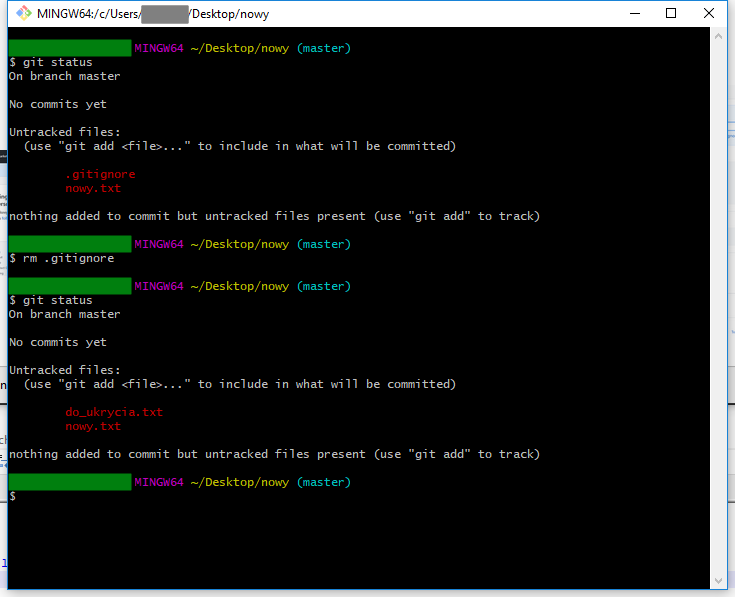 MINGW64:/c/Users/ /Desktop/nowy
MINGW64 ~/Desktop/nowy (master)
$ git status
On branch master
No commits yet
Untracked files:
(use "git add <file>..." to include in what will be committed)
.gitignore
nowy.txt
nothing added to commit but untracked files present (use "git add" to track)
MINGW64 ~/Desktop/nowy (master)
$ rm .gitignore
MINGW64 ~/Desktop/nowy (master)
$ git status
On branch master
No commits yet
Untracked files:
(use "git add <file>..." to include in what will be committed)
do_ukrycia.txt
nowy.txt
nothing added to commit but untracked files present (use "git add" to track)
MINGW64 ~/Desktop/nowy (master)
$